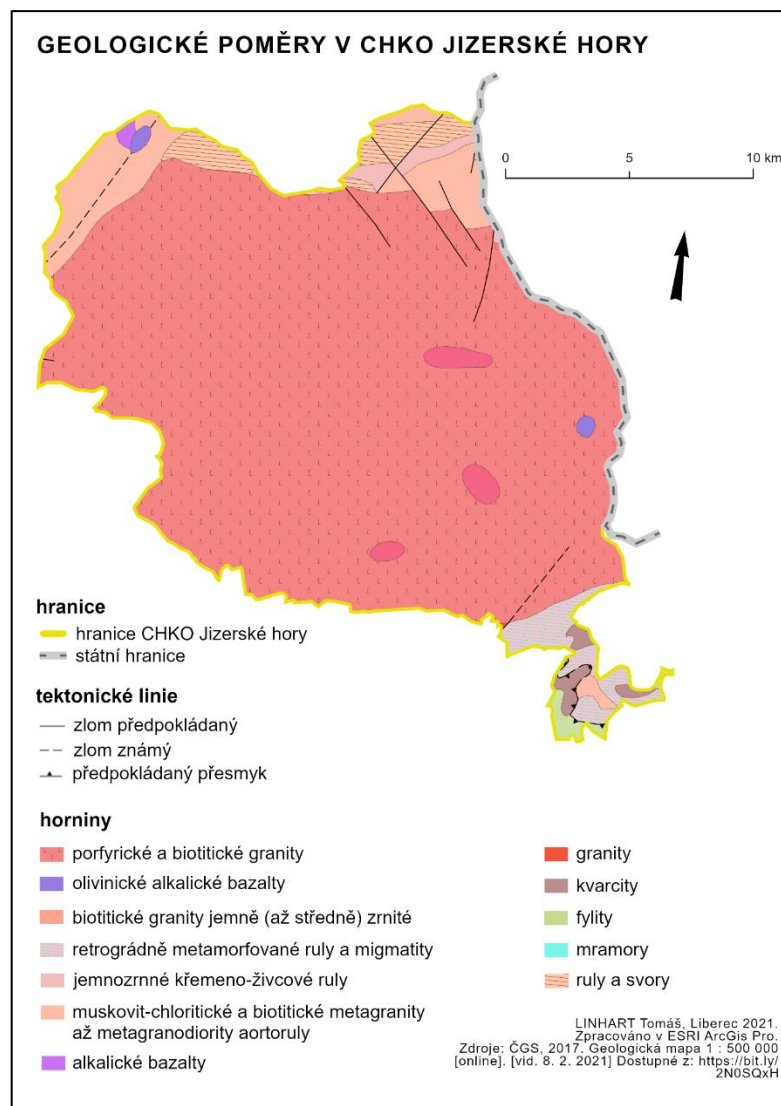 GEOLOGICKÉ POMĚRY V CHKO JIZERSKÉ HORY
0 5 10 km
hranice
hranice CHKO Jizerské hory
státní hranice
tektonické linie
zlom předpokládaný
zlom známý
předpokládaný přesmyk
horniny
porfyrické a biotitické granity
olivinické alkalické bazalty
biotitické granity jemně (až středně) zrnité
retrográdně metamorfované ruly a migmatity
jemnozrnné křemeno-živcové ruly
muskovit-chloritické a biotitické metagranity
až metagranodiority aortoruly
alkalické bazalty
granity
kvarcity
fylity
mramory
ruly a svory
LINHART Tomáš, Liberec 2021.
Zpracováno v ESRI ArcGis Pro.
Zdroje: ČGS, 2017. Geologická mapa 1 : 500 000
[online]. [vid. 8. 2. 2021] Dostupné z: https://bit.ly/
2N0SQxH